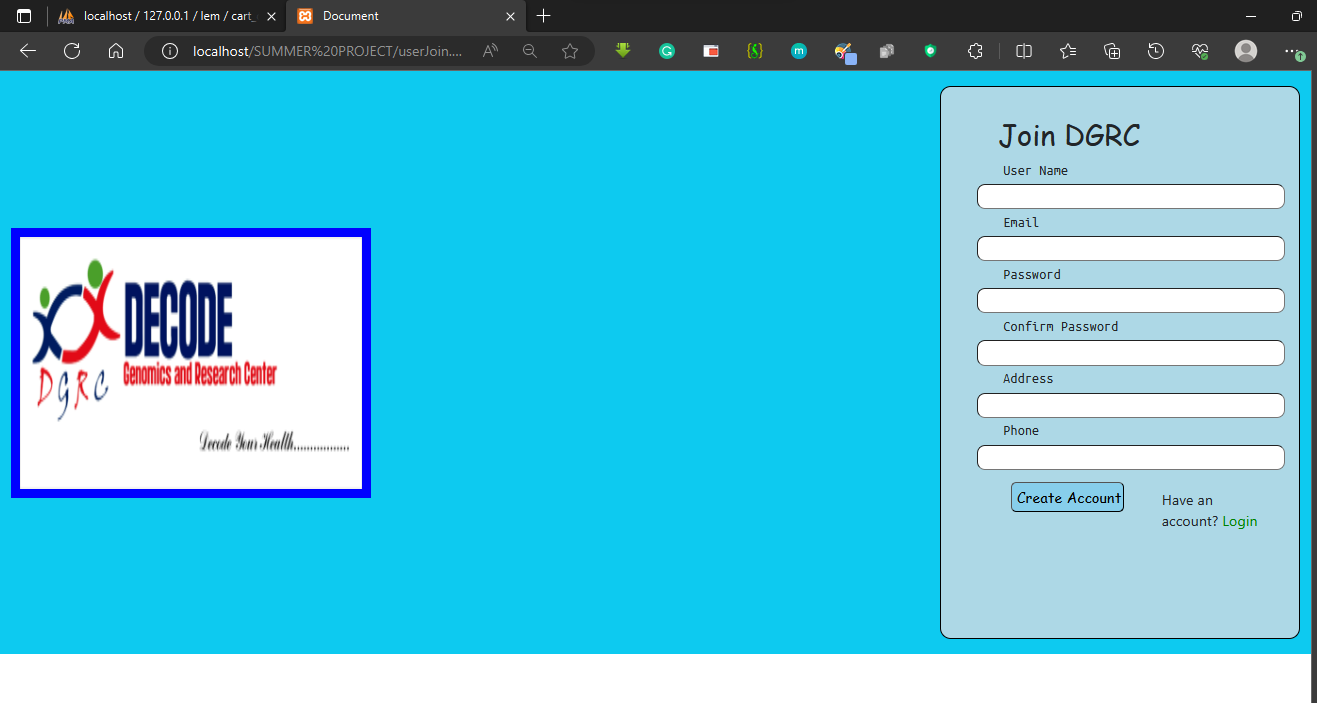 localhost / 127.0.0.1 / lem / cart_
Document
localhost/SUMMER%20PROJECT/userJoin....
Join DGRC
User Name
Email
Password
Confirm Password
Address
Phone
Create Account
Have an
account? Login
DECODE
Genomics and Research Center
DGRC
Decode Your Health................